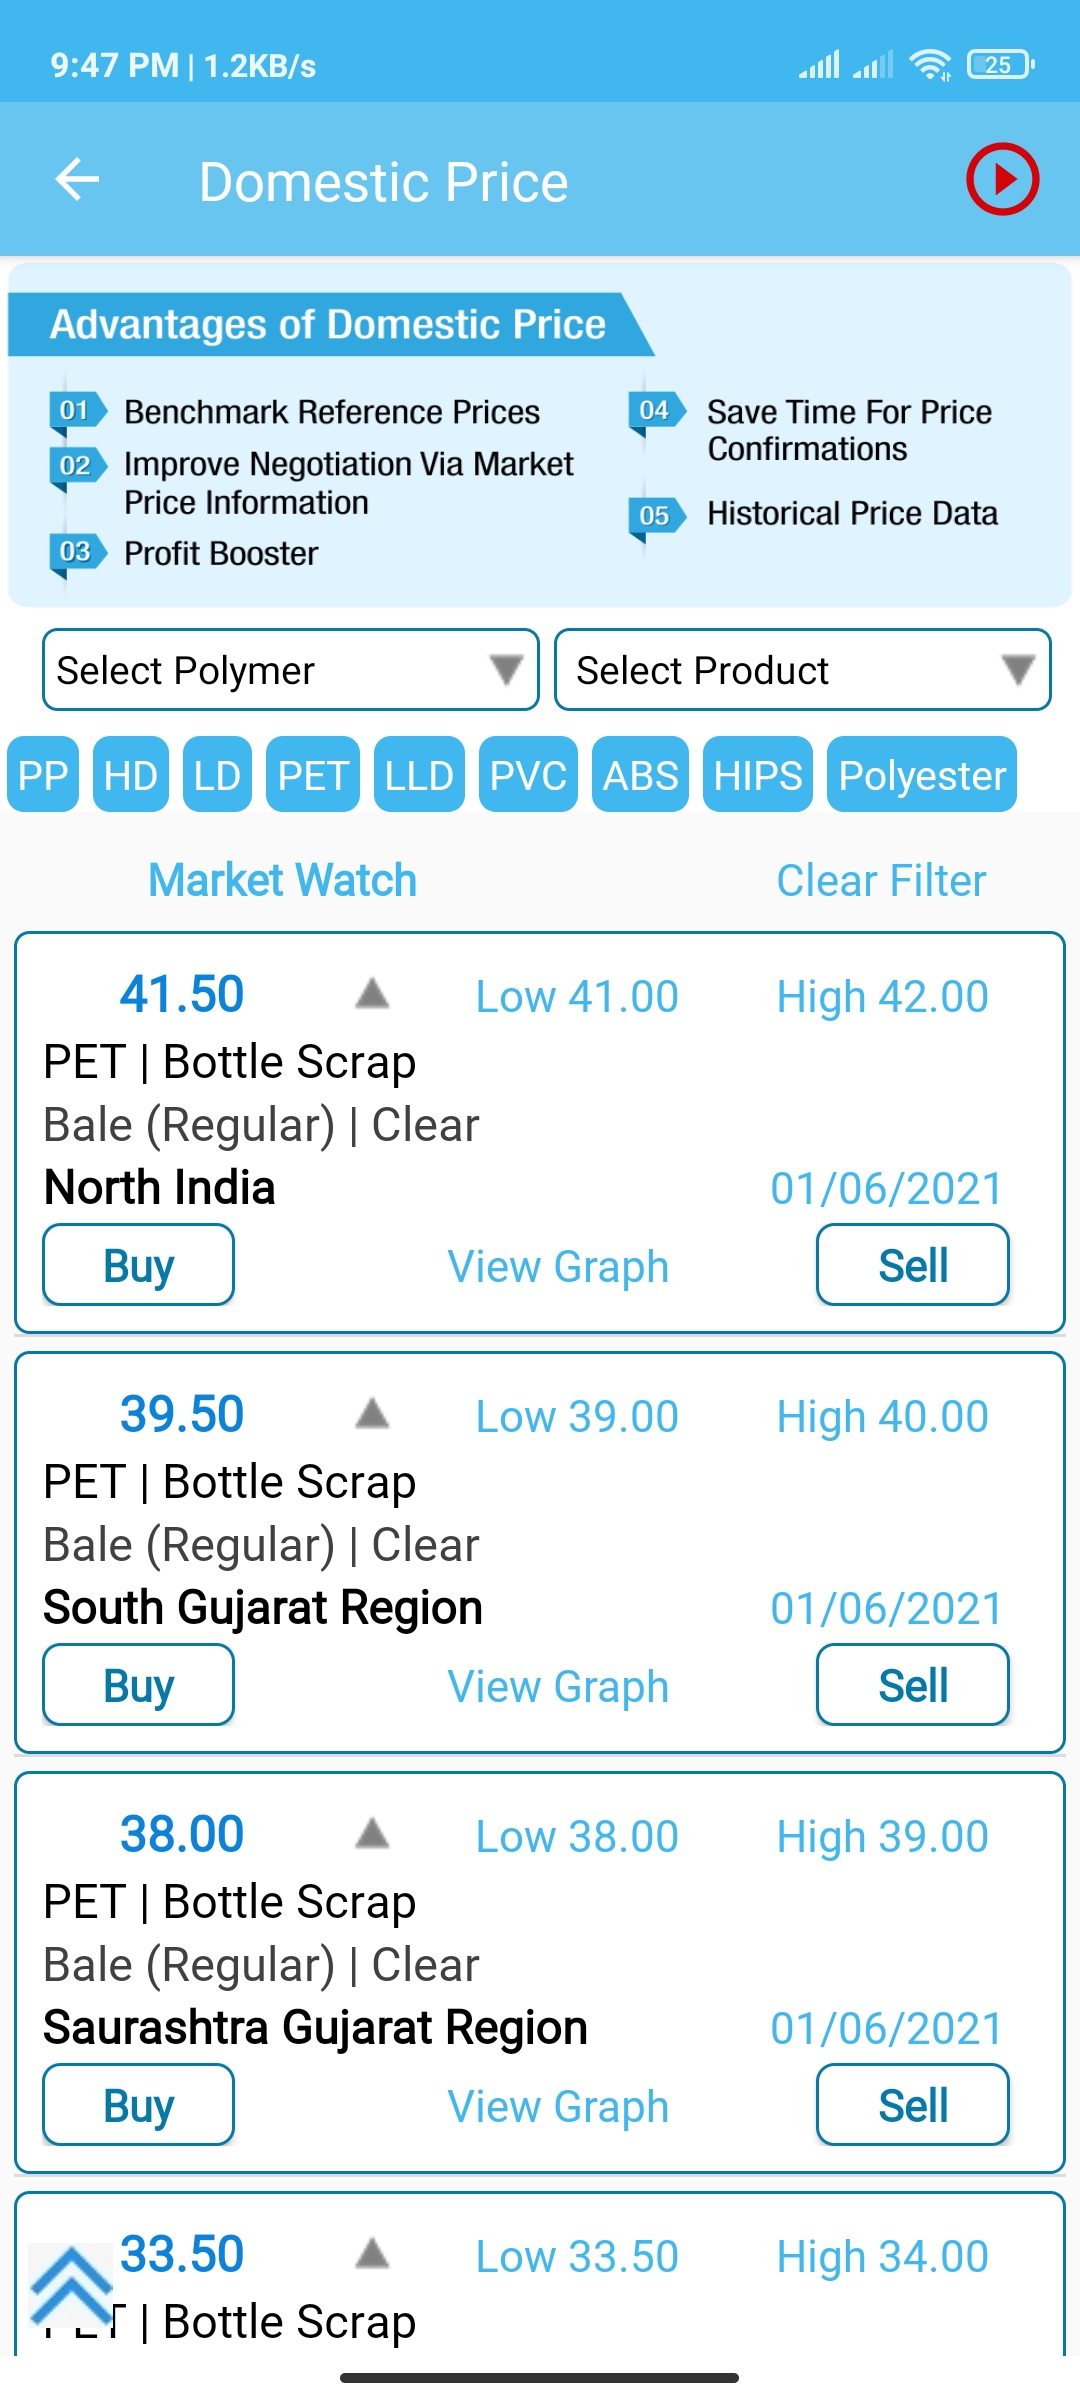 9:47 PM | 1.2KB/s
25
Domestic Price
Advantages of Domestic Price
01 Benchmark Reference Prices
02 Improve Negotiation Via Market
Price Information
03 Profit Booster
04 Save Time For Price
Confirmations
05 Historical Price Data
Select Polymer
Select Product
PP HD LD PET LLD PVC ABS HIPS Polyester
Market Watch Clear Filter
41.50 Low 41.00 High 42.00
PET | Bottle Scrap
Bale (Regular) | Clear
North India 01/06/2021
Buy View Graph Sell
39.50 Low 39.00 High 40.00
PET | Bottle Scrap
Bale (Regular) | Clear
South Gujarat Region 01/06/2021
Buy View Graph Sell
38.00 Low 38.00 High 39.00
PET | Bottle Scrap
Bale (Regular) | Clear
Saurashtra Gujarat Region 01/06/2021
Buy View Graph Sell
33.50 Low 33.50 High 34.00
| Bottle Scrap